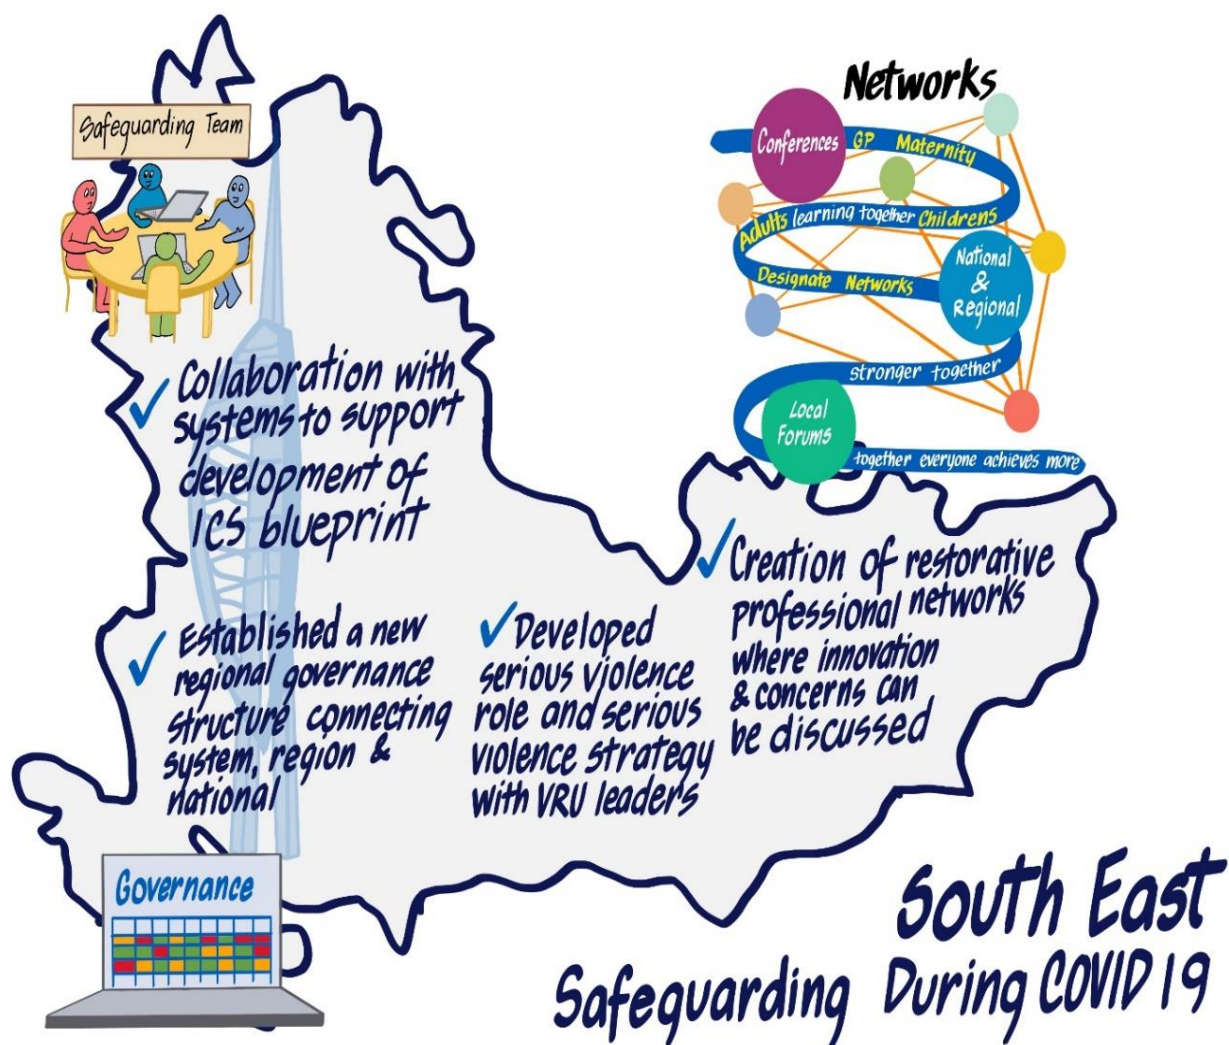 Safeguarding Team
Networks
Conferences
GP Maternity
Adults learning together Childrens
National
&
Regional
Designate Networks
stronger together
Local
Forums
together everyone achieves more
✓ Collaboration with
systems to support
development of
ICS blueprint
✓ Established a new
regional governance
structure connecting
system, region &
national
✓ Developed
serious violence
role and serious
violence strategy
with VRU leaders
✓ Creation of restorative
professional networks
where innovation
& concerns can
be discussed
Governance
South East
Safeguarding During COVID 19